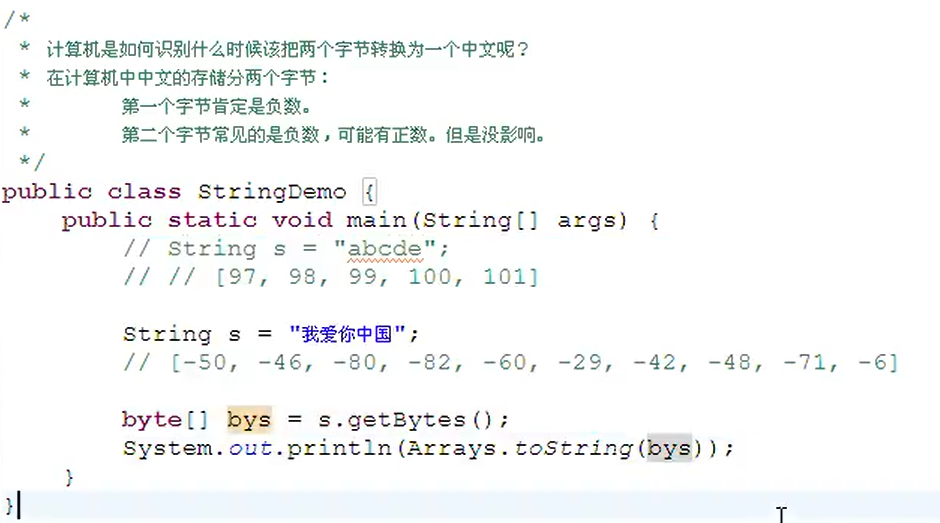 /*
 * 计算机是如何识别什么时候该把两个字节转换为一个中文呢？
 * 在计算机中中文的存储分两个字节：
 *      第一个字节肯定是负数。
 *      第二个字节常见的是负数，可能有正数。但是没影响。
 */
public class StringDemo {
    public static void main(String[] args) {
        // String s = "abcde";
        // // [97, 98, 99, 100, 101]
        String s = "我爱你中国";
        // [-50, -46, -80, -82, -60, -29, -42, -48, -71, -6]
        byte[] bys = s.getBytes();
        System.out.println(Arrays.toString(bys));
    }
}